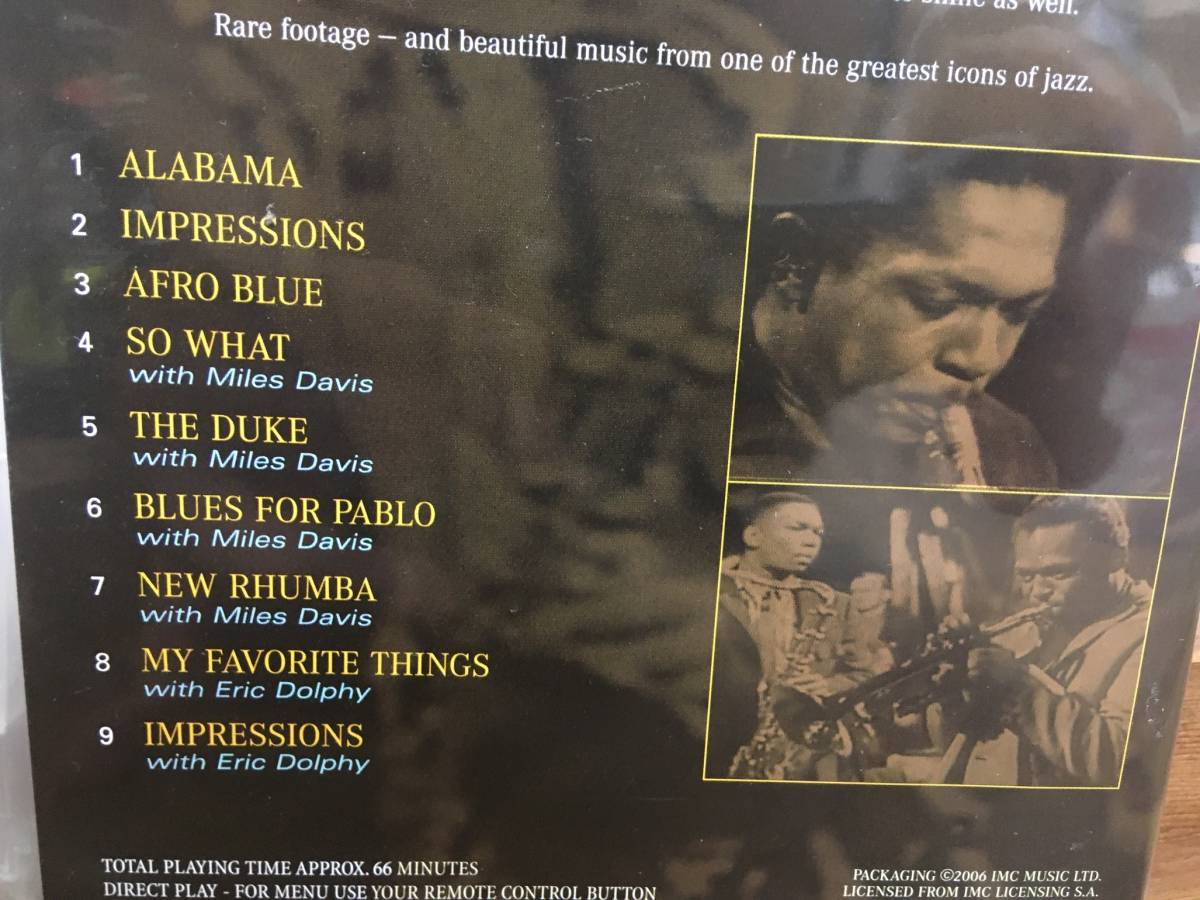 shine as well.
Rare footage – and beautiful music from one of the greatest icons of jazz.
1 ALABAMA
2 IMPRESSIONS
3 AFRO BLUE
4 SO WHAT
with Miles Davis
5 THE DUKE
with Miles Davis
6 BLUES FOR PABLO
with Miles Davis
7 NEW RHUMBA
with Miles Davis
8 MY FAVORITE THINGS
with Eric Dolphy
9 IMPRESSIONS
with Eric Dolphy
TOTAL PLAYING TIME APPROX. 66 MINUTES
DIRECT PLAY - FOR MENU USE YOUR REMOTE CONTROL BUTTON
PACKAGING ©2006 IMC MUSIC LTD.
LICENSED FROM IMC LICENSING S.A.